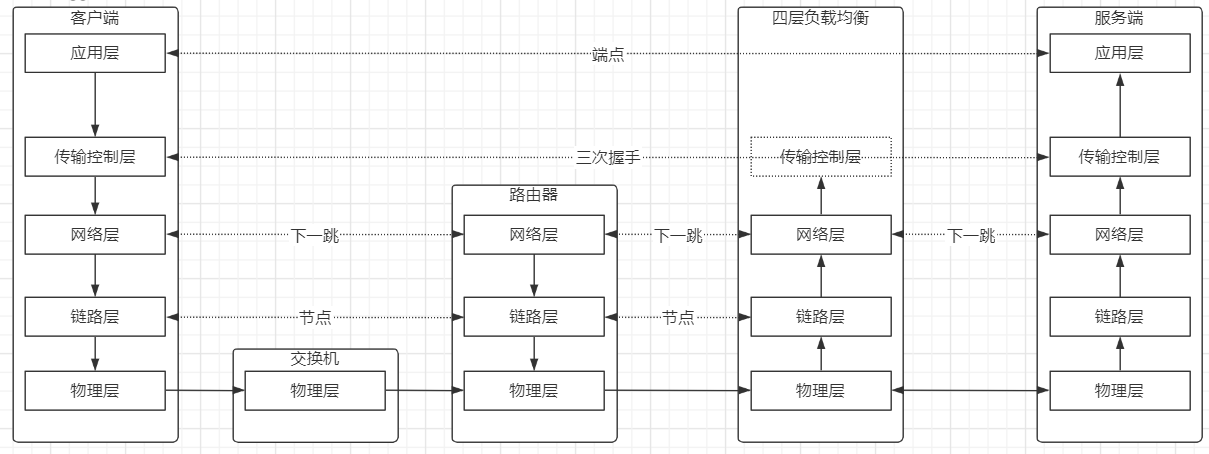 客户端
四层负载均衡
服务端
应用层
端点
应用层
传输控制层
三次握手
传输控制层
传输控制层
路由器
网络层
下一跳
网络层
下一跳
网络层
下一跳
网络层
链路层
节点
链路层
节点
链路层
链路层
交换机
物理层
物理层
物理层
物理层
物理层